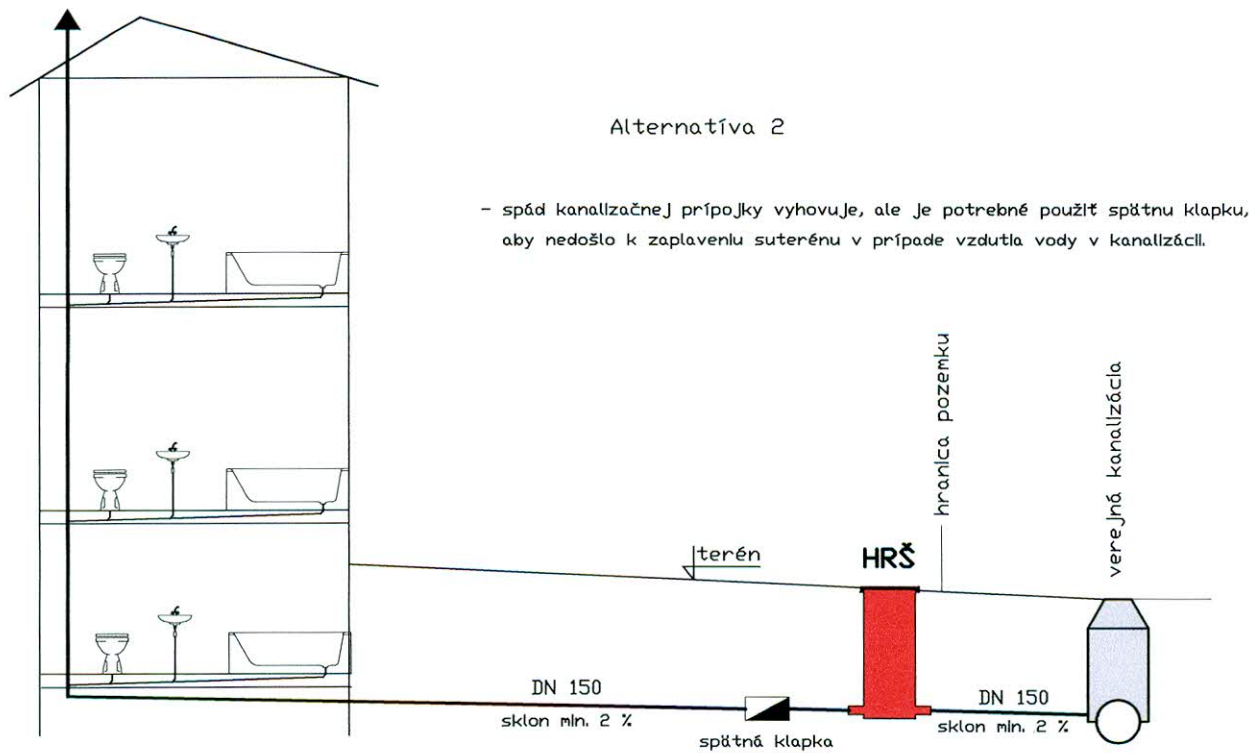 Alternatíva 2
- spád kanalizačnej prípojky vyhovuje, ale je potrebné použiť spätnu klapku,
aby nedošlo k zaplaveniu suterénu v prípade vzdutia vody v kanalizácii.
hranica pozemku
verejná kanalizácia
terén
HRŠ
DN 150
sklon min. 2 %
spätná klapka
DN 150
sklon min. 2 %